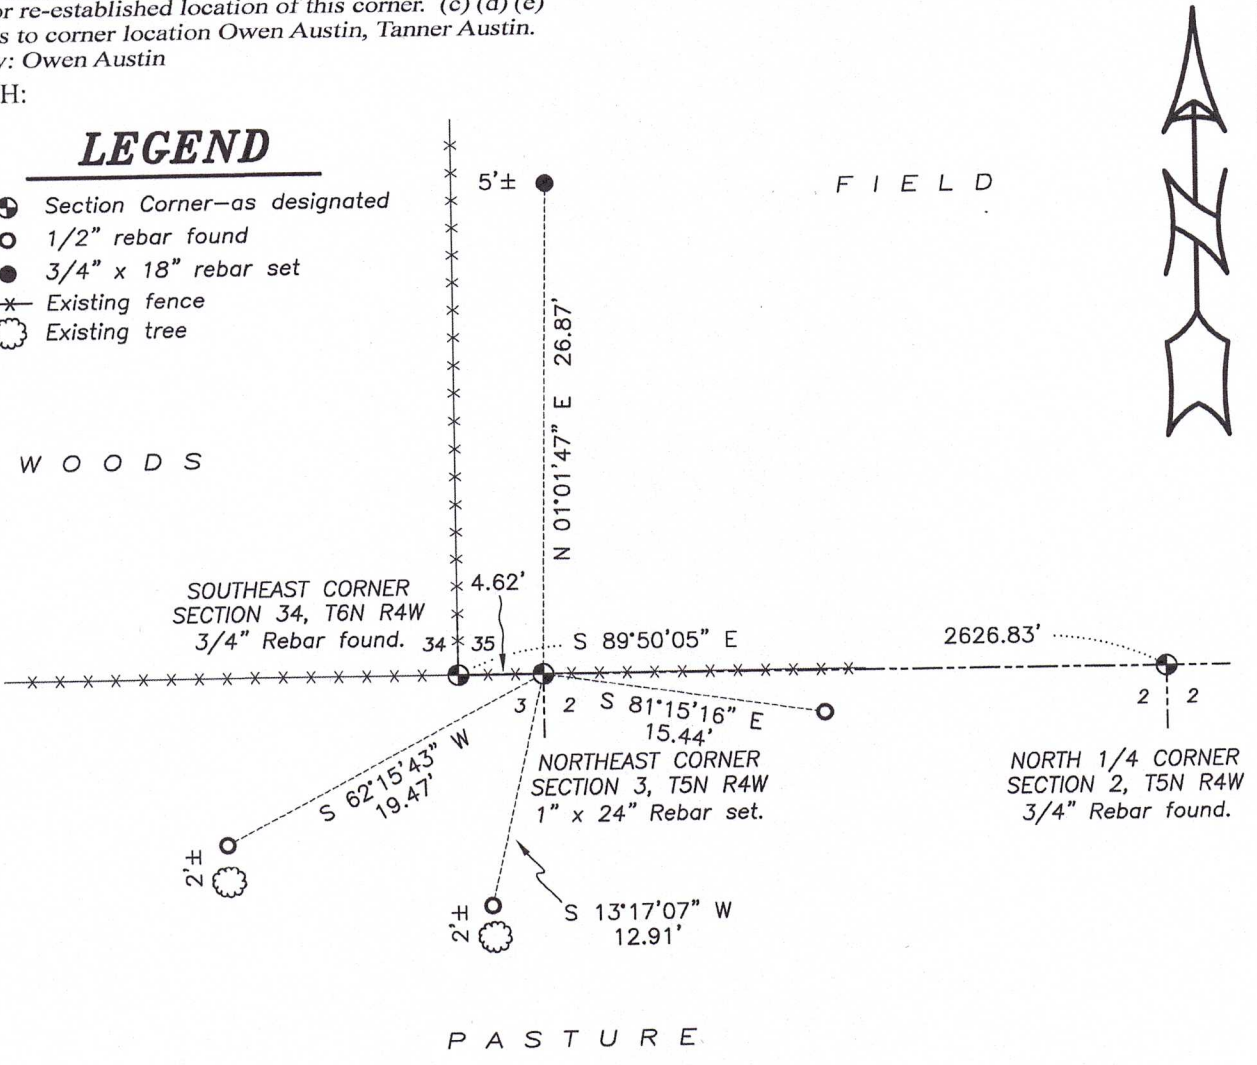 or re-established location of this corner. (c) (d) (e)
s to corner location Owen Austin, Tanner Austin.
y: Owen Austin
H:
LEGEND
Section Corner—as designated
1/2” rebar found
3/4” x 18” rebar set
Existing fence
Existing tree
5'±
F I E L D
N
N 01°01'47” E 26.87'
W O O D S
SOUTHEAST CORNER
SECTION 34, T6N R4W
3/4” Rebar found.
34
35
4.62'
S 89°50'05” E
2626.83'
3
2
S 81°15'16” E
15.44'
2
2
NORTHEAST CORNER
SECTION 3, T5N R4W
1” x 24” Rebar set.
NORTH 1/4 CORNER
SECTION 2, T5N R4W
3/4” Rebar found.
S 62°15'43” W
19.47'
2'±
2'±
S 13°17'07” W
12.91'
P A S T U R E